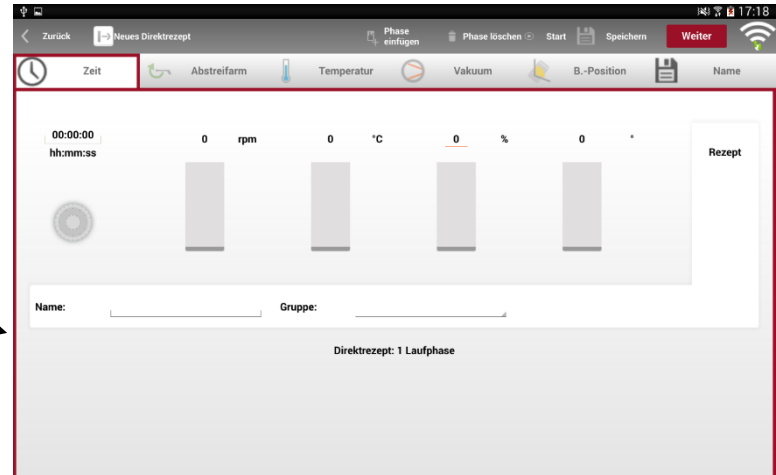 17:18
Zurück
Neues Direktrezept
Phase
einfügen
Phase löschen
Start
Speichern
Weiter
Zeit
Abstreifarm
Temperatur
Vakuum
B.-Position
Name
00:00:00
hh:mm:ss
0 rpm
0 °C
0 %
0 °
Rezept
Name:
Gruppe:
Direktrezept: 1 Laufphase